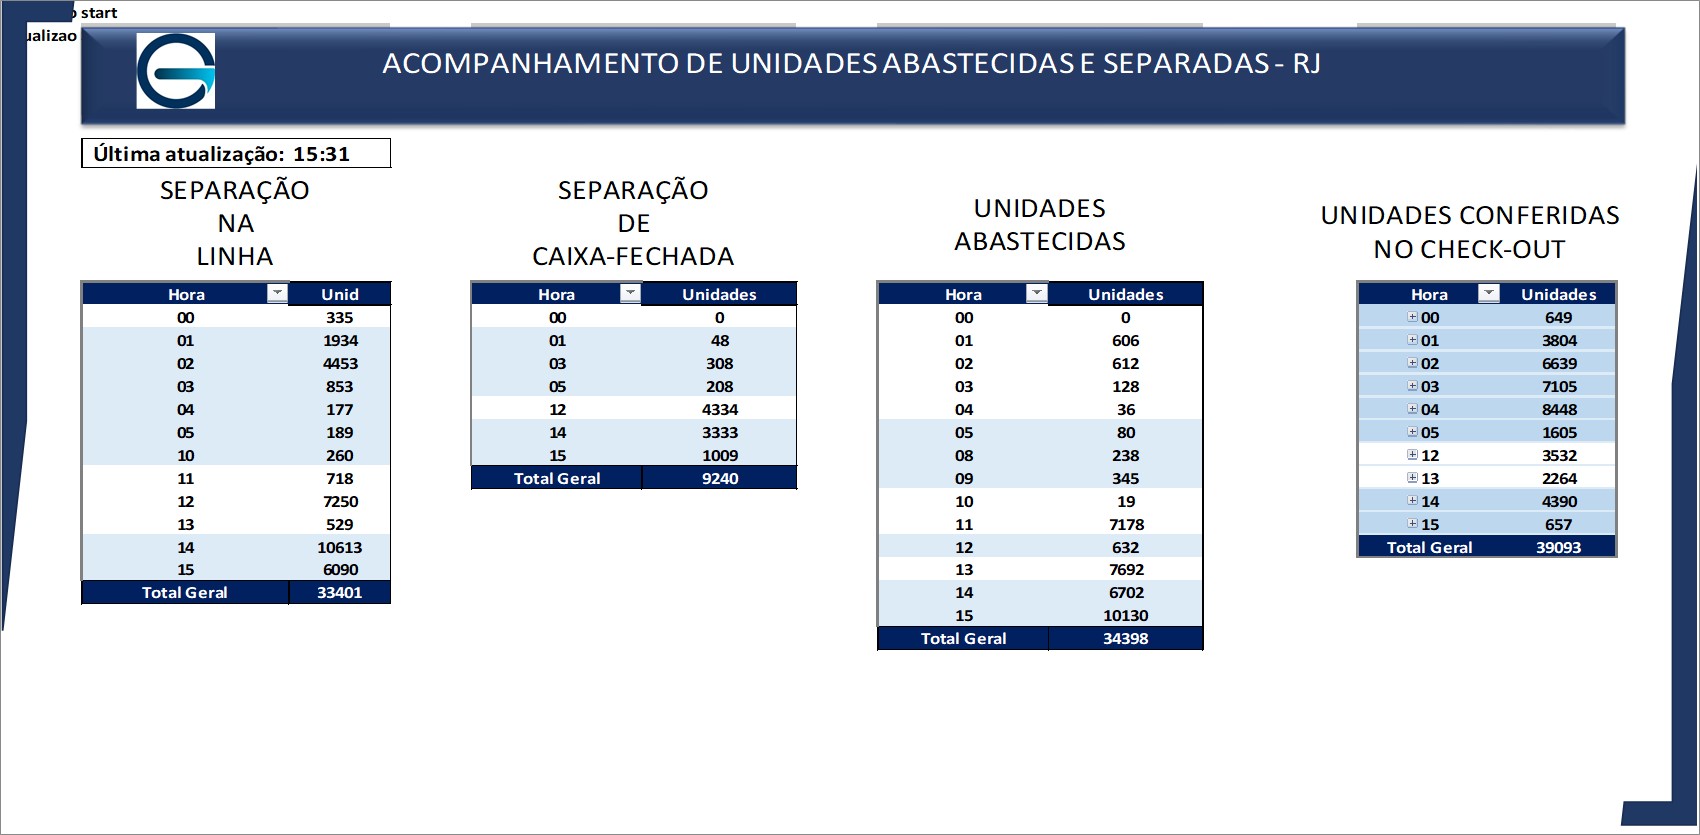 start
ualizao
ACOMPANHAMENTO DE UNIDADES ABASTECIDAS E SEPARADAS - RJ
Última atualização: 15:31
SEPARAÇÃO
NA
LINHA
Hora Unid
00 335
01 1934
02 4453
03 853
04 177
05 189
10 260
11 718
12 7250
13 529
14 10613
15 6090
Total Geral 33401
SEPARAÇÃO
DE
CAIXA-FECHADA
Hora Unidades
00 0
01 48
03 308
05 208
12 4334
14 3333
15 1009
Total Geral 9240
UNIDADES
ABASTECIDAS
Hora Unidades
00 0
01 606
02 612
03 128
04 36
05 80
08 238
09 345
10 19
11 7178
12 632
13 7692
14 6702
15 10130
Total Geral 34398
UNIDADES CONFERIDAS
NO CHECK-OUT
Hora Unidades
00 649
01 3804
02 6639
03 7105
04 8448
05 1605
12 3532
13 2264
14 4390
15 657
Total Geral 39093